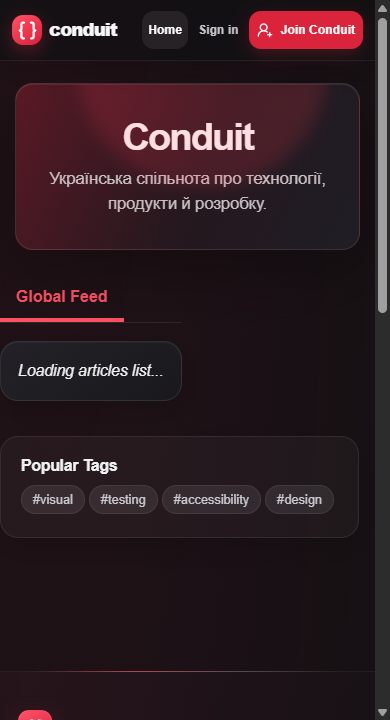 { } conduit
Home
Sign in
Join Conduit
Conduit
Українська спільнота про технології,
продукти й розробку.
Global Feed
Loading articles list...
Popular Tags
#visual #testing #accessibility #design